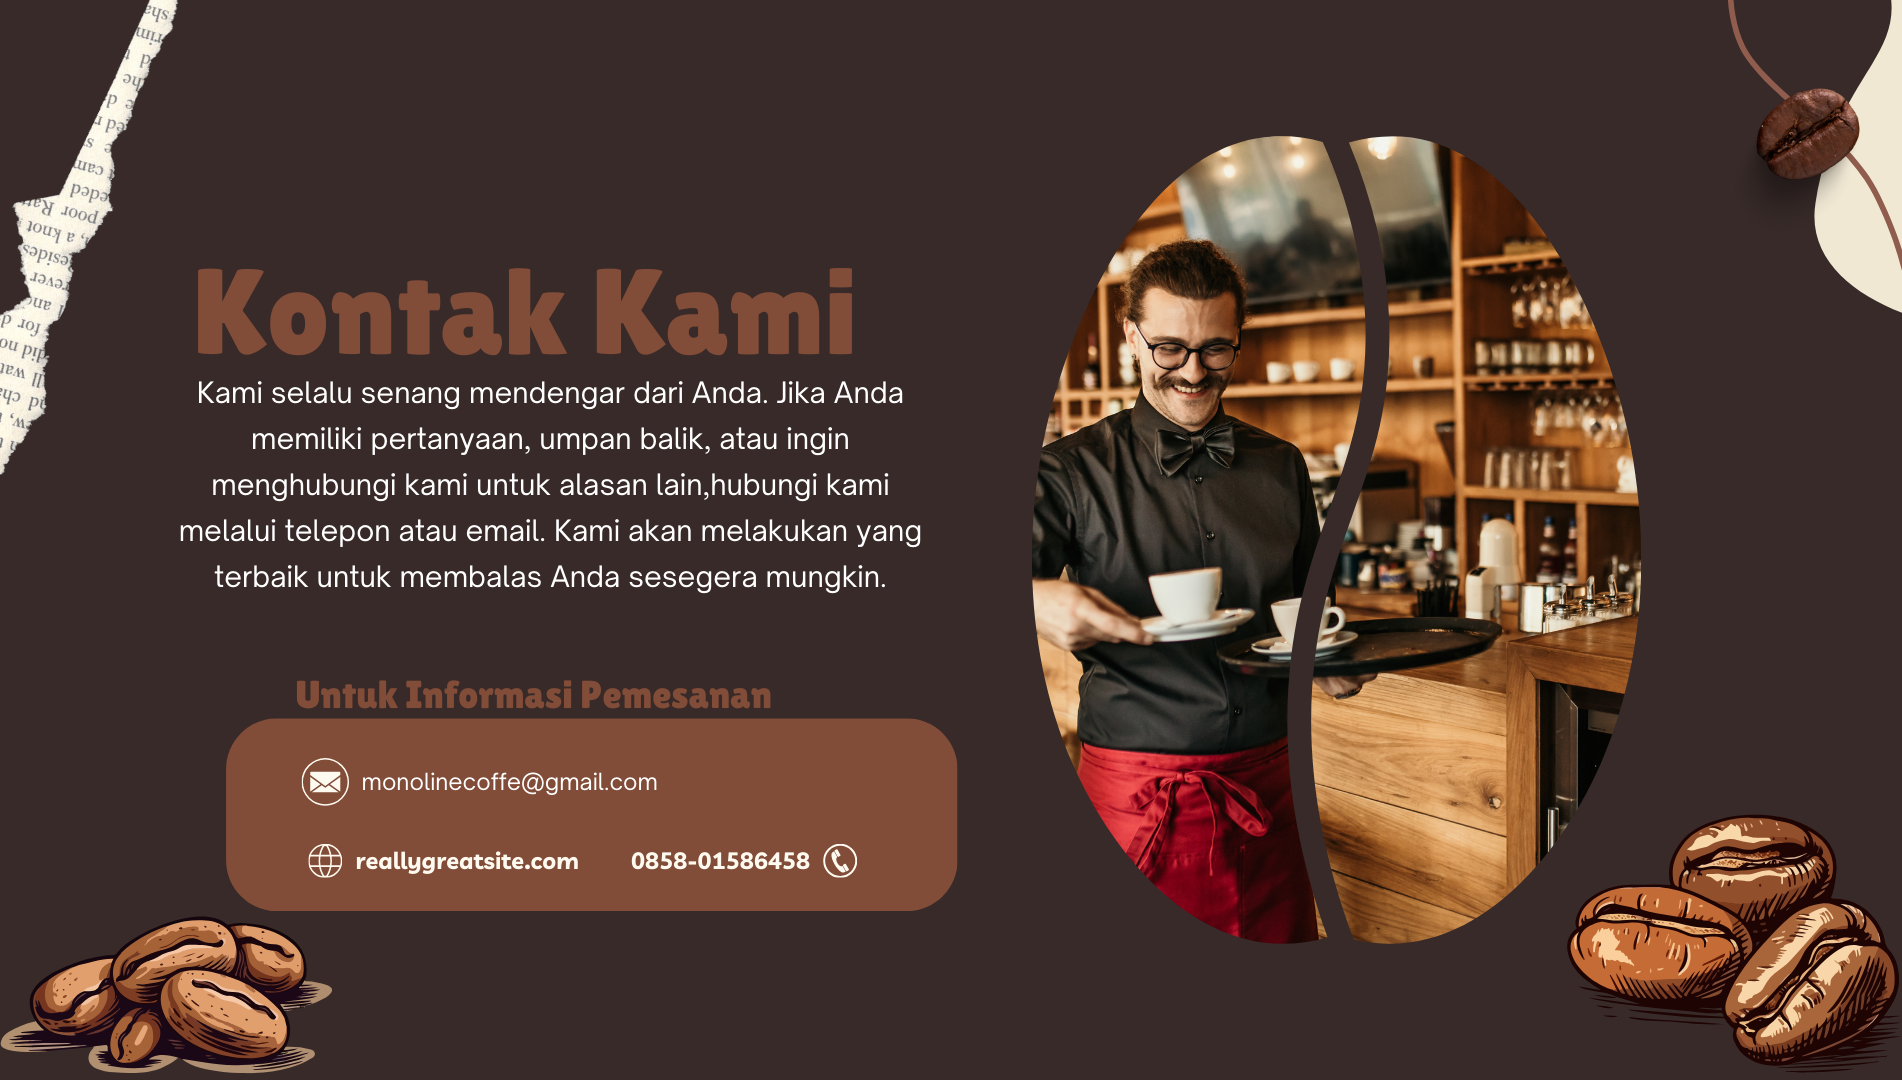 Kontak Kami
Kami selalu senang mendengar dari Anda. Jika Anda
memiliki pertanyaan, umpan balik, atau ingin
menghubungi kami untuk alasan lain,hubungi kami
melalui telepon atau email. Kami akan melakukan yang
terbaik untuk membalas Anda sesegera mungkin.
Untuk Informasi Pemesanan
monolinecoffe@gmail.com
reallygreatsite.com 0858-01586458